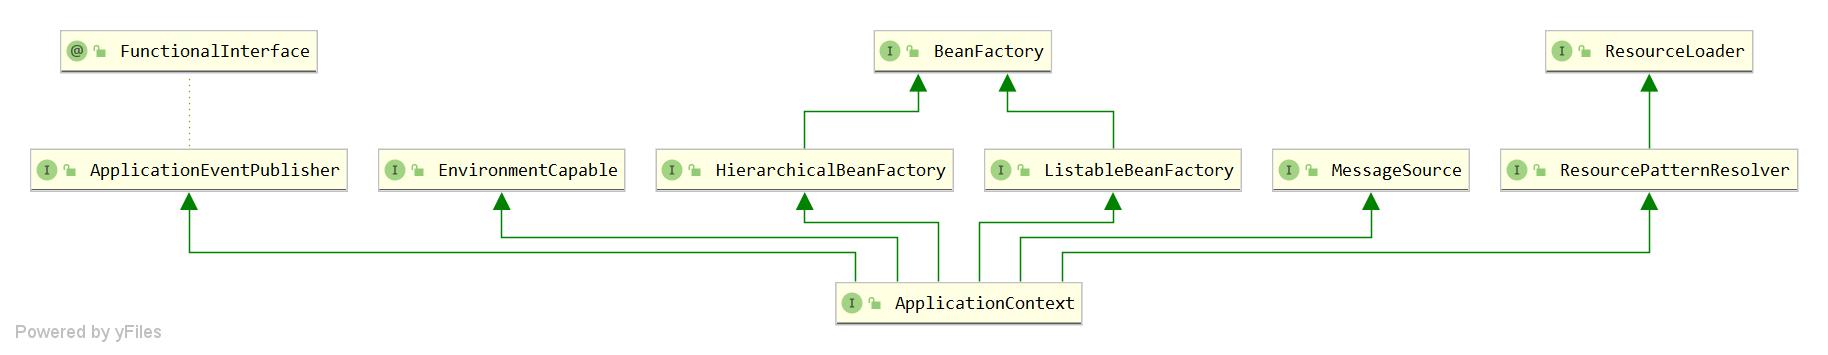 @ FunctionalInterface
I BeanFactory
I ResourceLoader
I ApplicationEventPublisher
I EnvironmentCapable
I HierarchicalBeanFactory
I ListableBeanFactory
I MessageSource
I ResourcePatternResolver
I ApplicationContext
Powered by yFiles